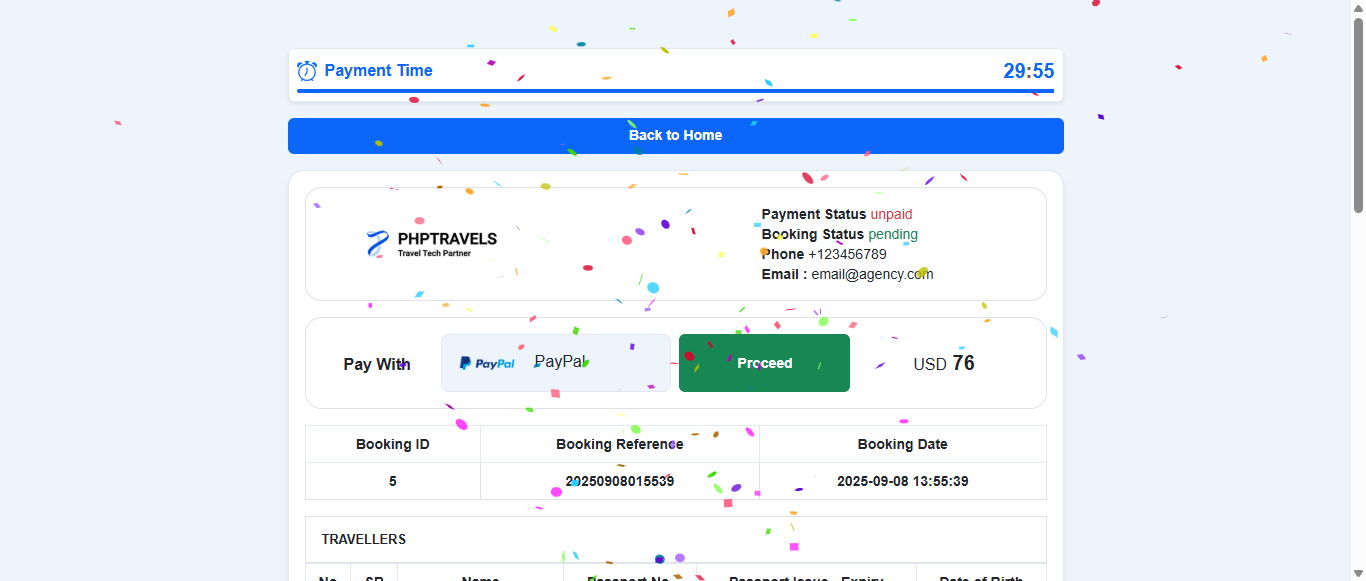 Payment Time 29:55
Back to Home
PHPTRAVELS
Travel Tech Partner
Payment Status unpaid
Booking Status pending
Phone +123456789
Email : email@agency.com
Pay With PayPal PayPal Proceed USD 76
Booking ID Booking Reference Booking Date
5 20250908015539 2025-09-08 13:55:39
TRAVELLERS
No SR Name Passport No Passport Issue - Expiry Date of Birth